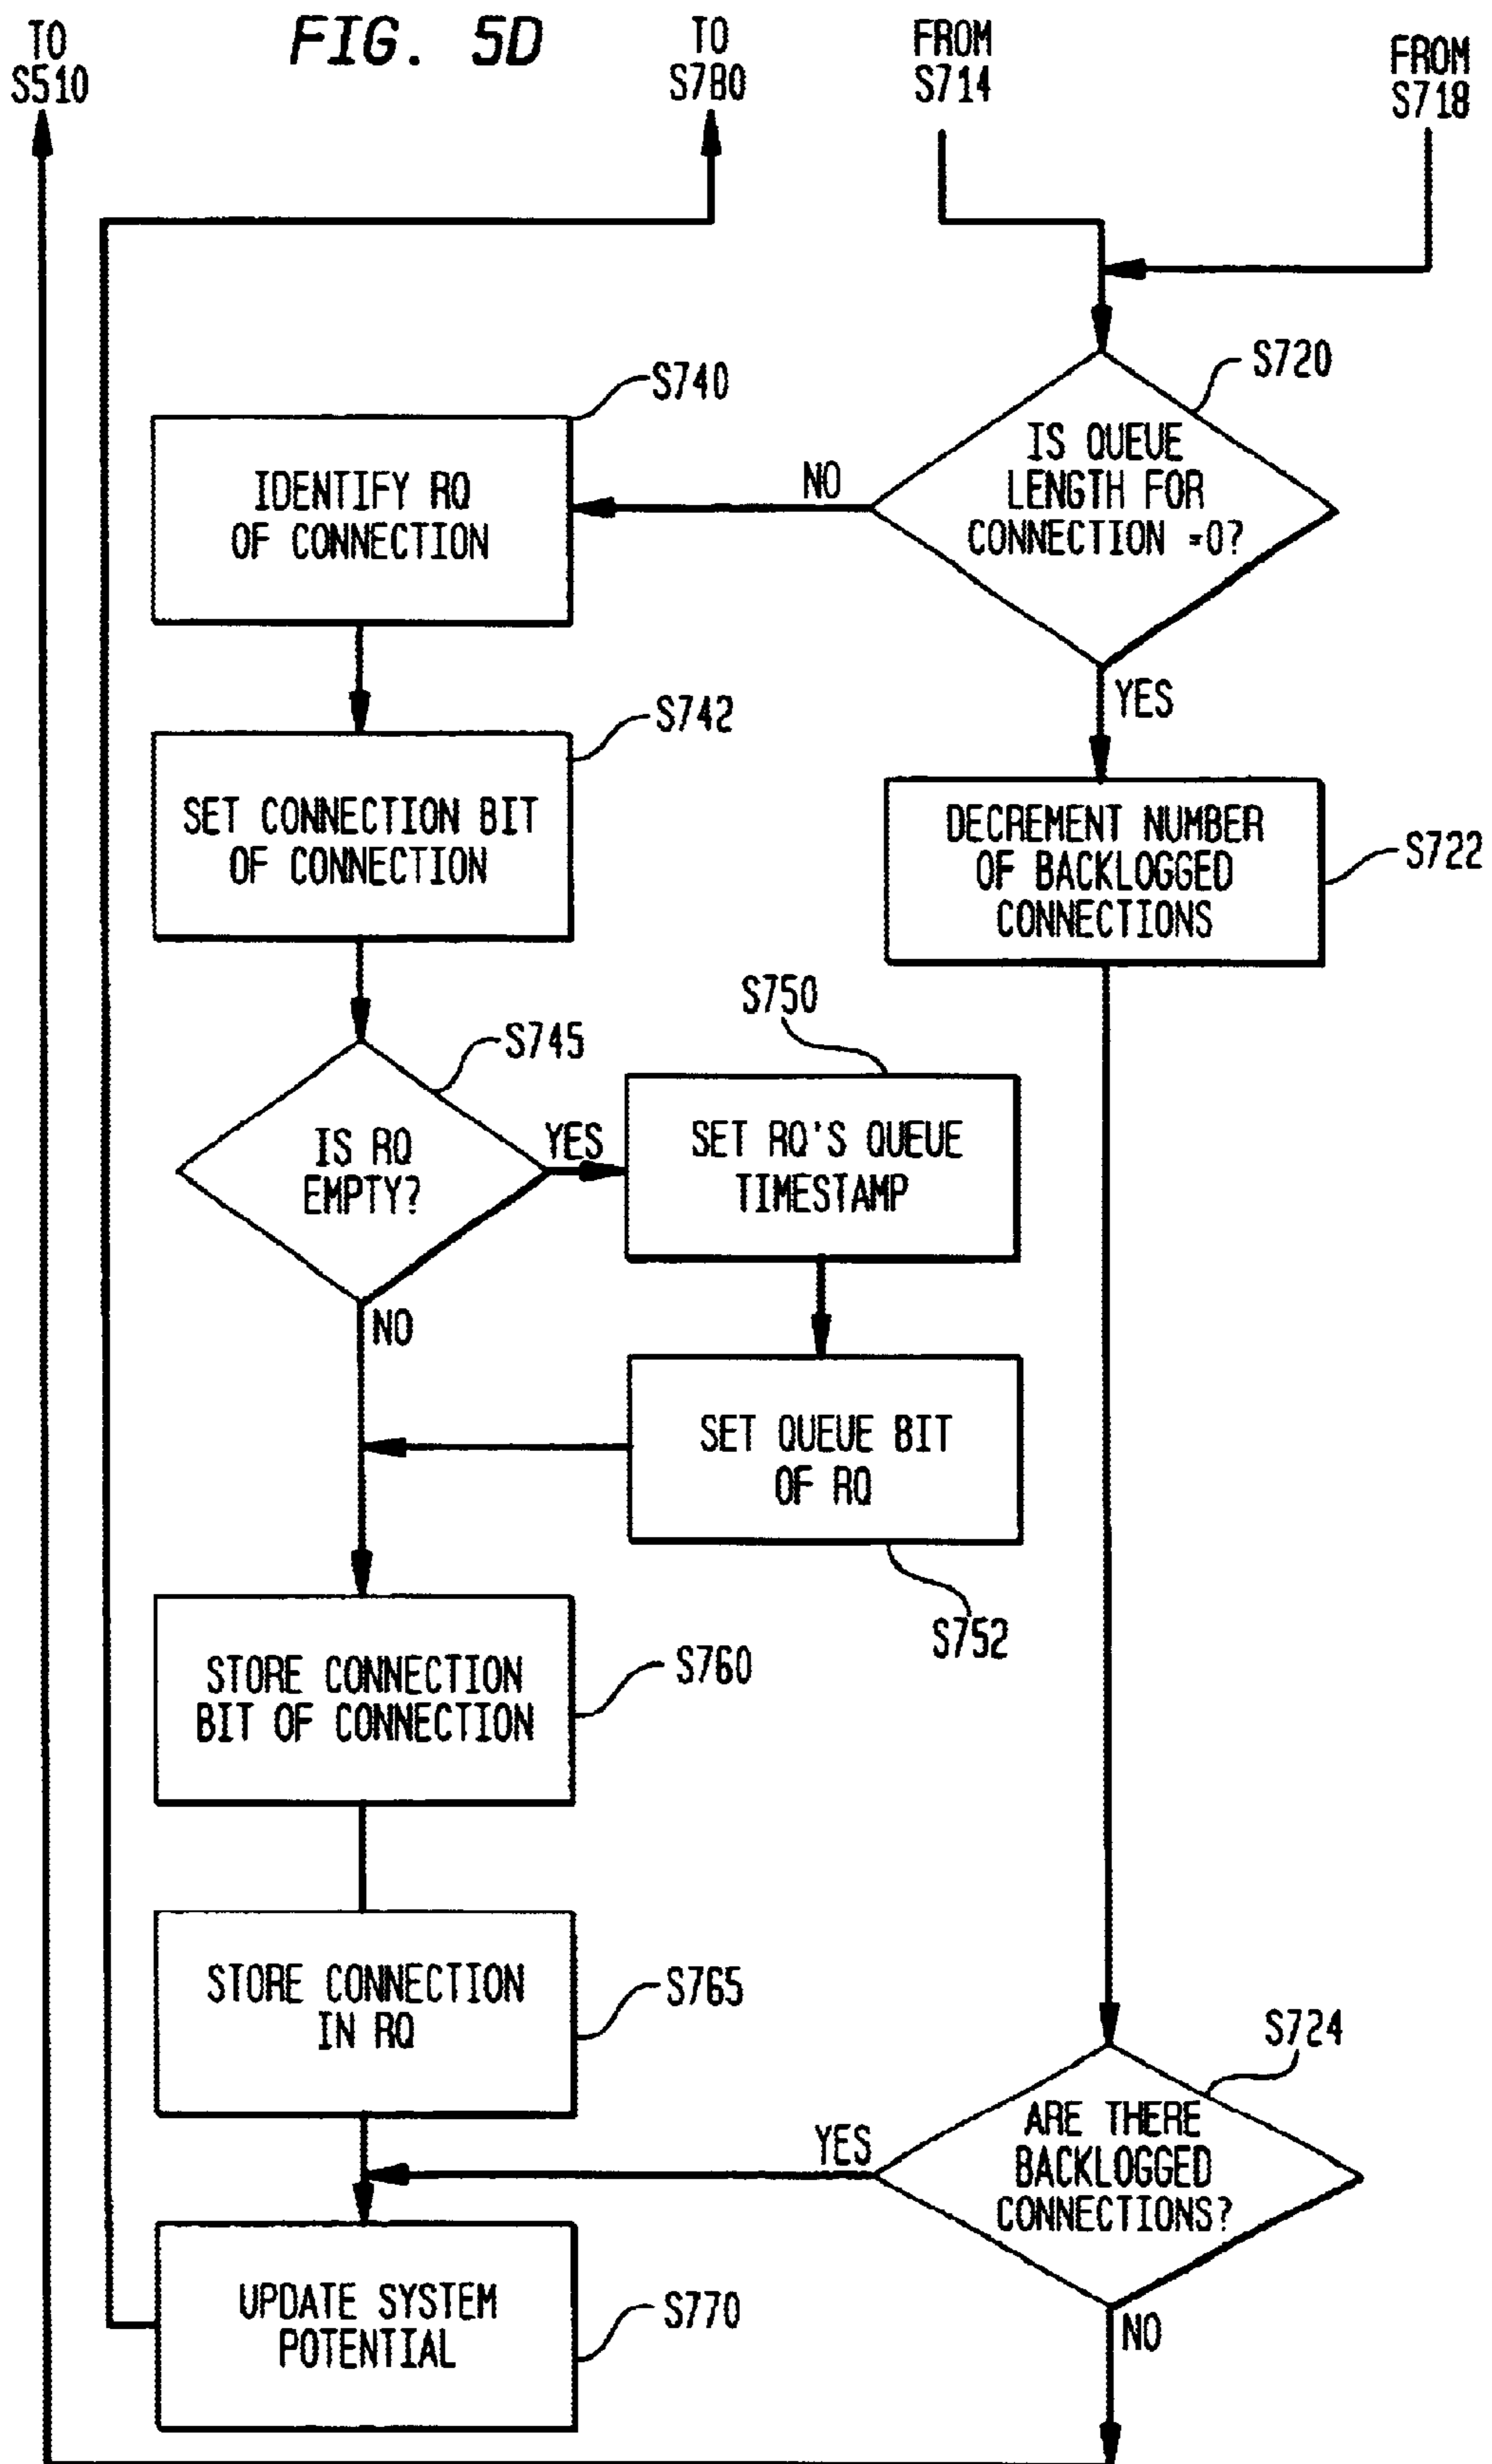 FIG. 5D
TO
S510
TO
S780
FROM
S714
FROM
S718
S720
IS QUEUE
LENGTH FOR
CONNECTION =0?
NO
YES
S740
IDENTIFY RQ
OF CONNECTION
S742
SET CONNECTION BIT
OF CONNECTION
DECREMENT NUMBER
OF BACKLOGGED
CONNECTIONS
S722
S745
IS RQ
EMPTY?
YES
NO
S750
SET RQ'S QUEUE
TIMESTAMP
SET QUEUE BIT
OF RQ
S752
STORE CONNECTION
BIT OF CONNECTION
S760
STORE CONNECTION
IN RQ
S765
S724
ARE THERE
BACKLOGGED
CONNECTIONS?
YES
NO
UPDATE SYSTEM
POTENTIAL
S770